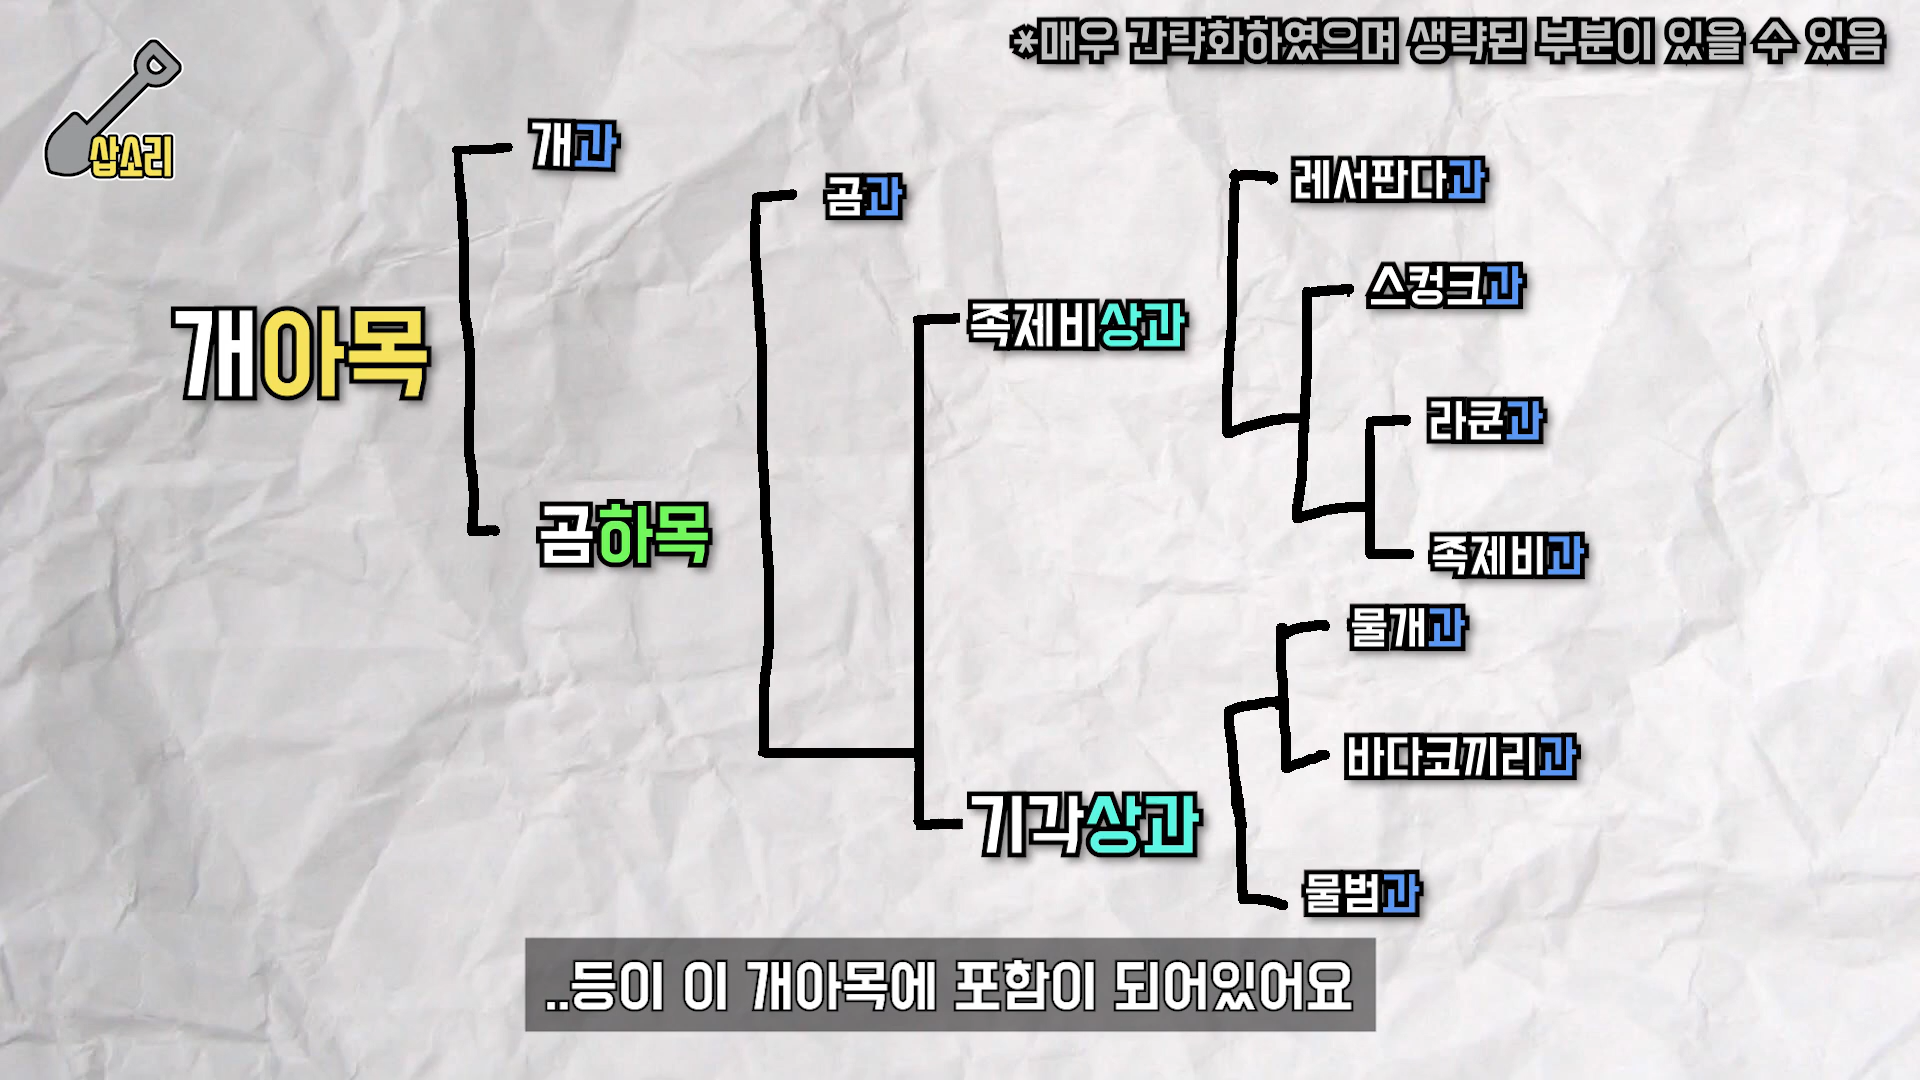 *매우 간략화하였으며 생략된 부분이 있을 수 있음
삽소리
개과
곰과
레서판다과
스컹크과
족제비상과
개아목
라쿤과
곰하목
족제비과
물개과
바다코끼리과
기각상과
물범과
..등이 이 개아목에 포함이 되어있어요